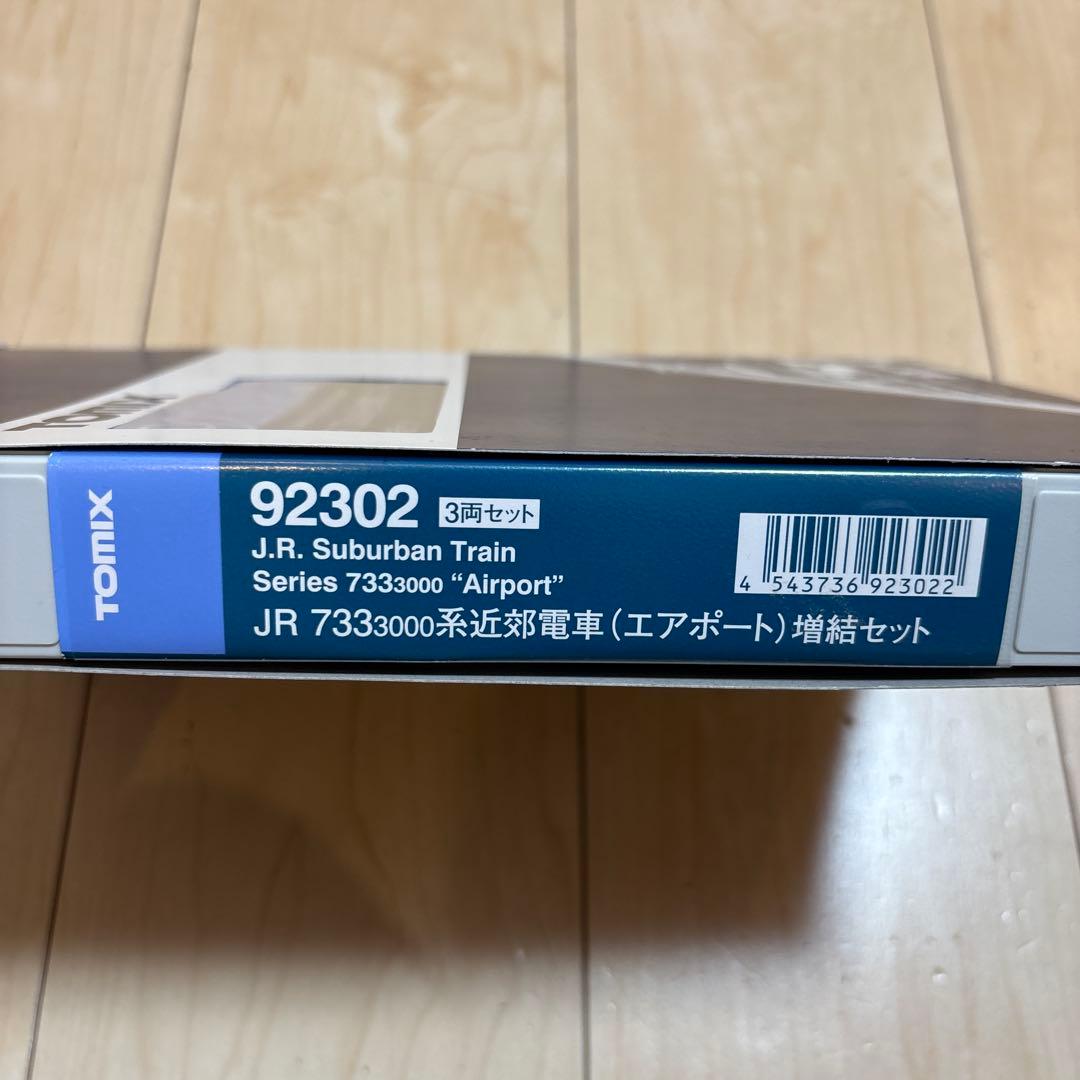 TOMIX
TOMIX
92302 3両セット
J.R. Suburban Train
Series 7333000 “Airport”
JR 7333000系近郊電車（エアポート）増結セット
4 543736 923022